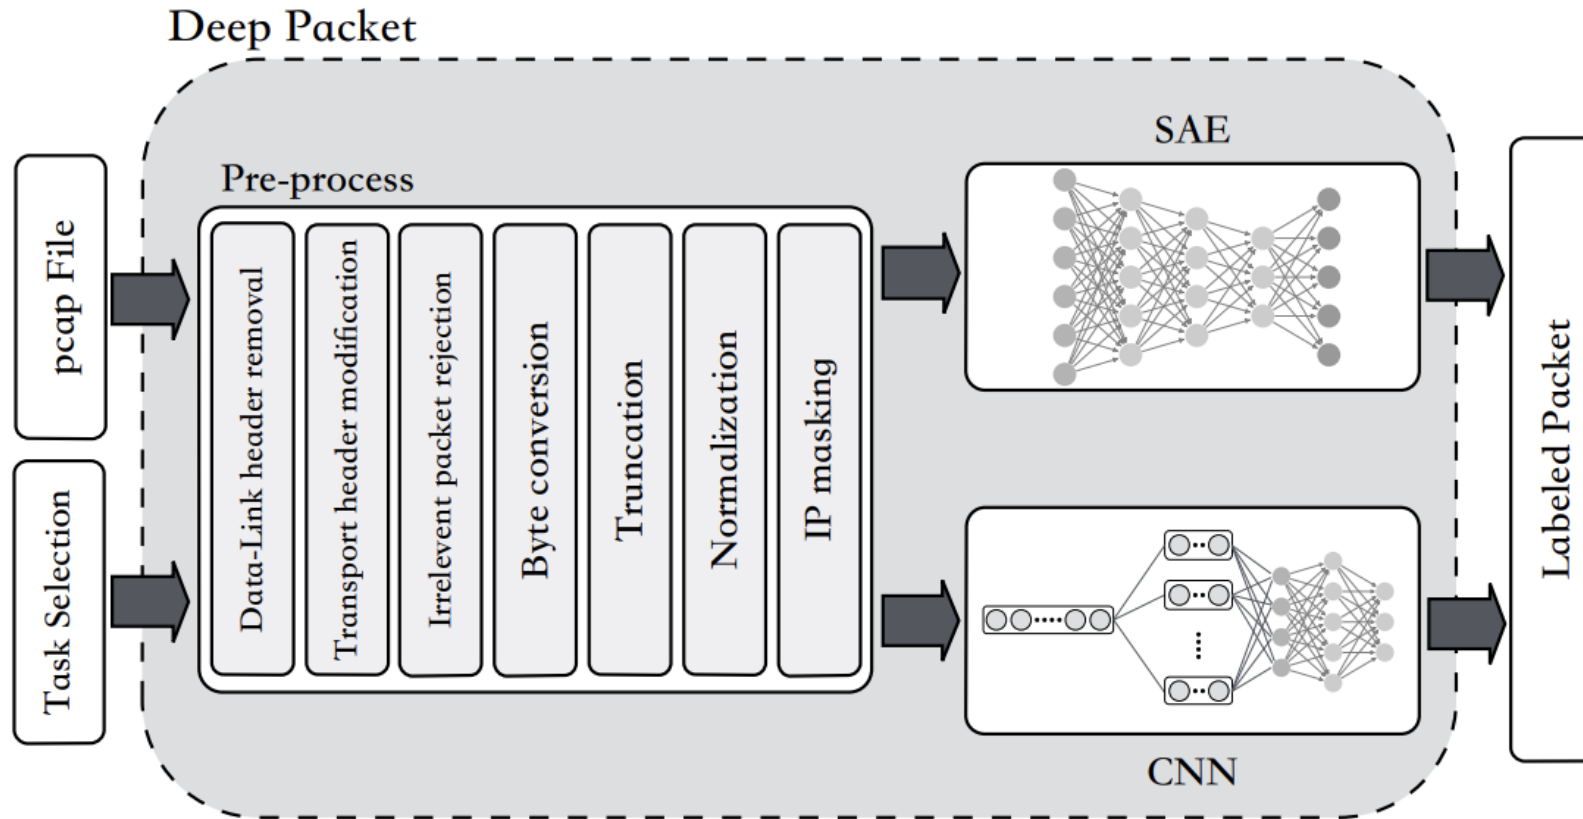 Deep Packet
pcap File
Task Selection
Pre-process
Data-Link header removal
Transport header modification
Irrelevent packet rejection
Byte conversion
Truncation
Normalization
IP masking
SAE
CNN
Labeled Packet